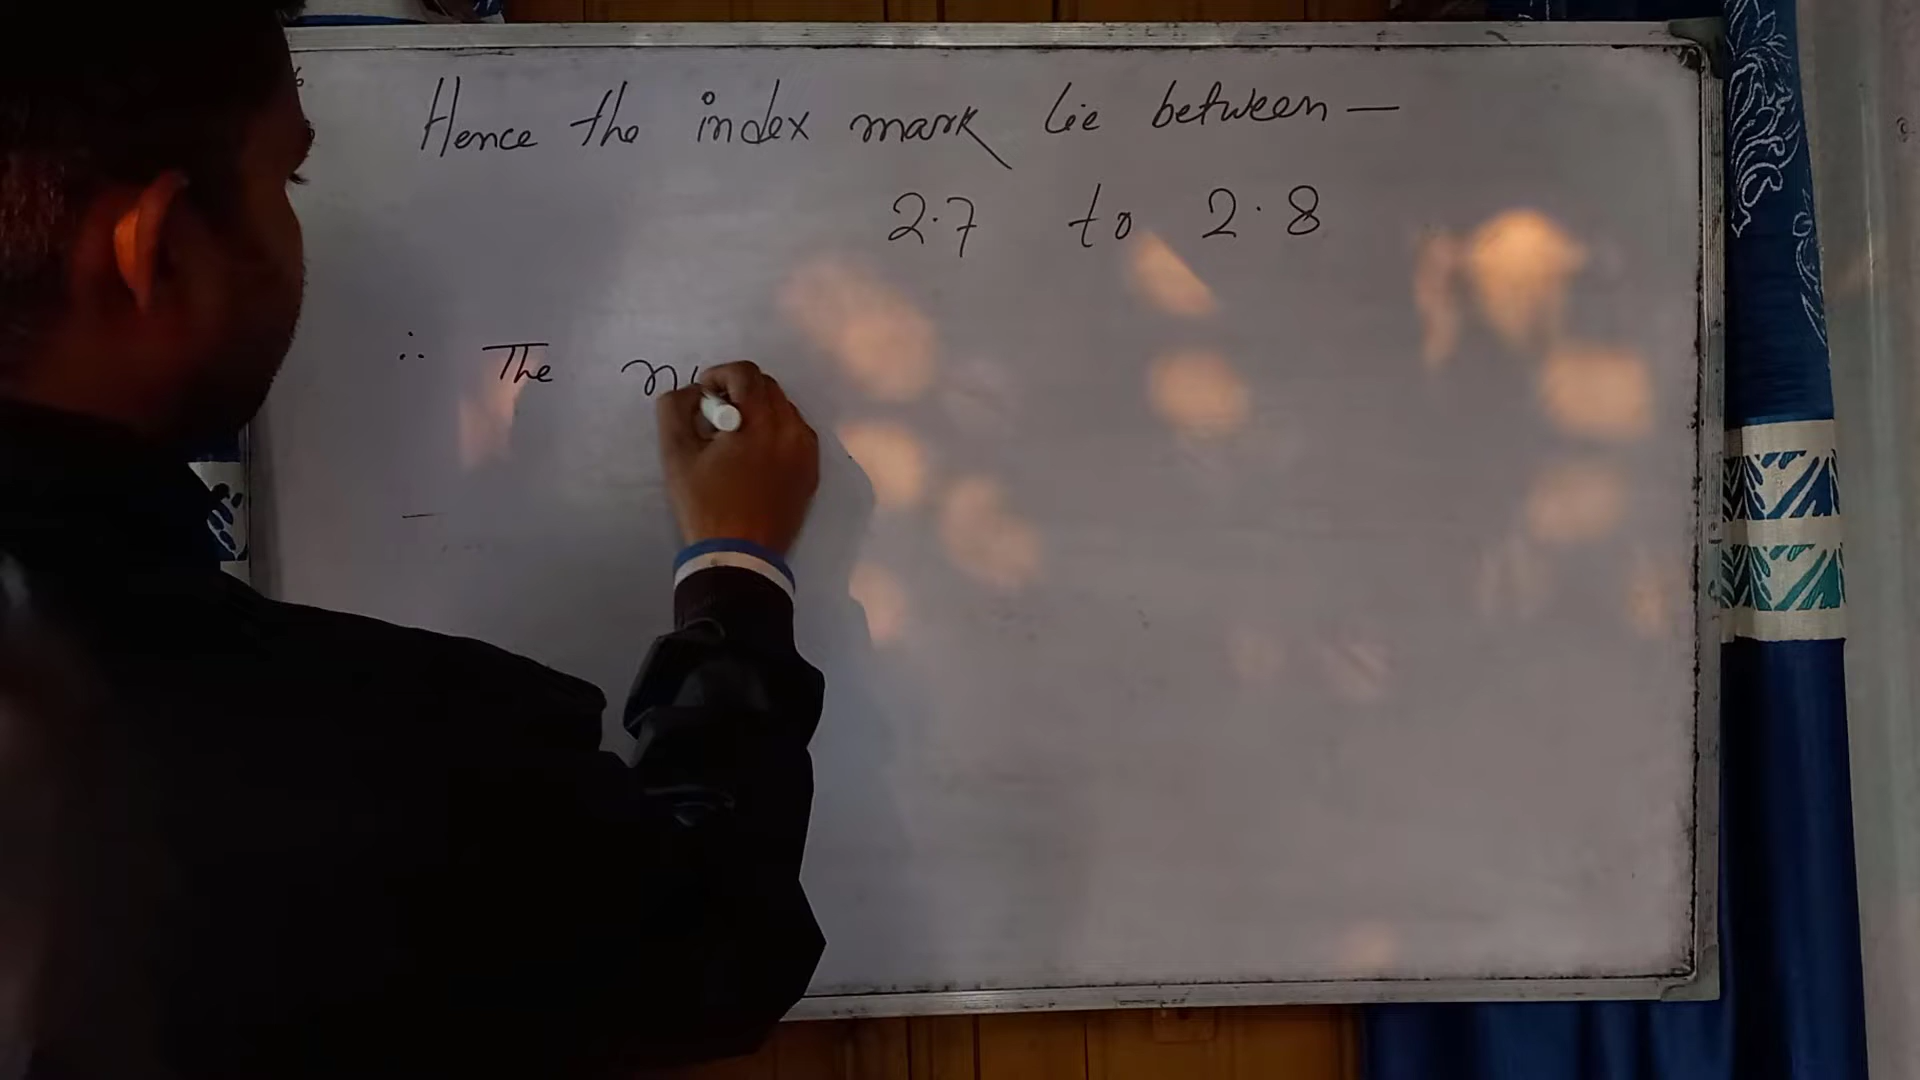 Hence the index mark lie between —
2.7 to 2.8
∴ The